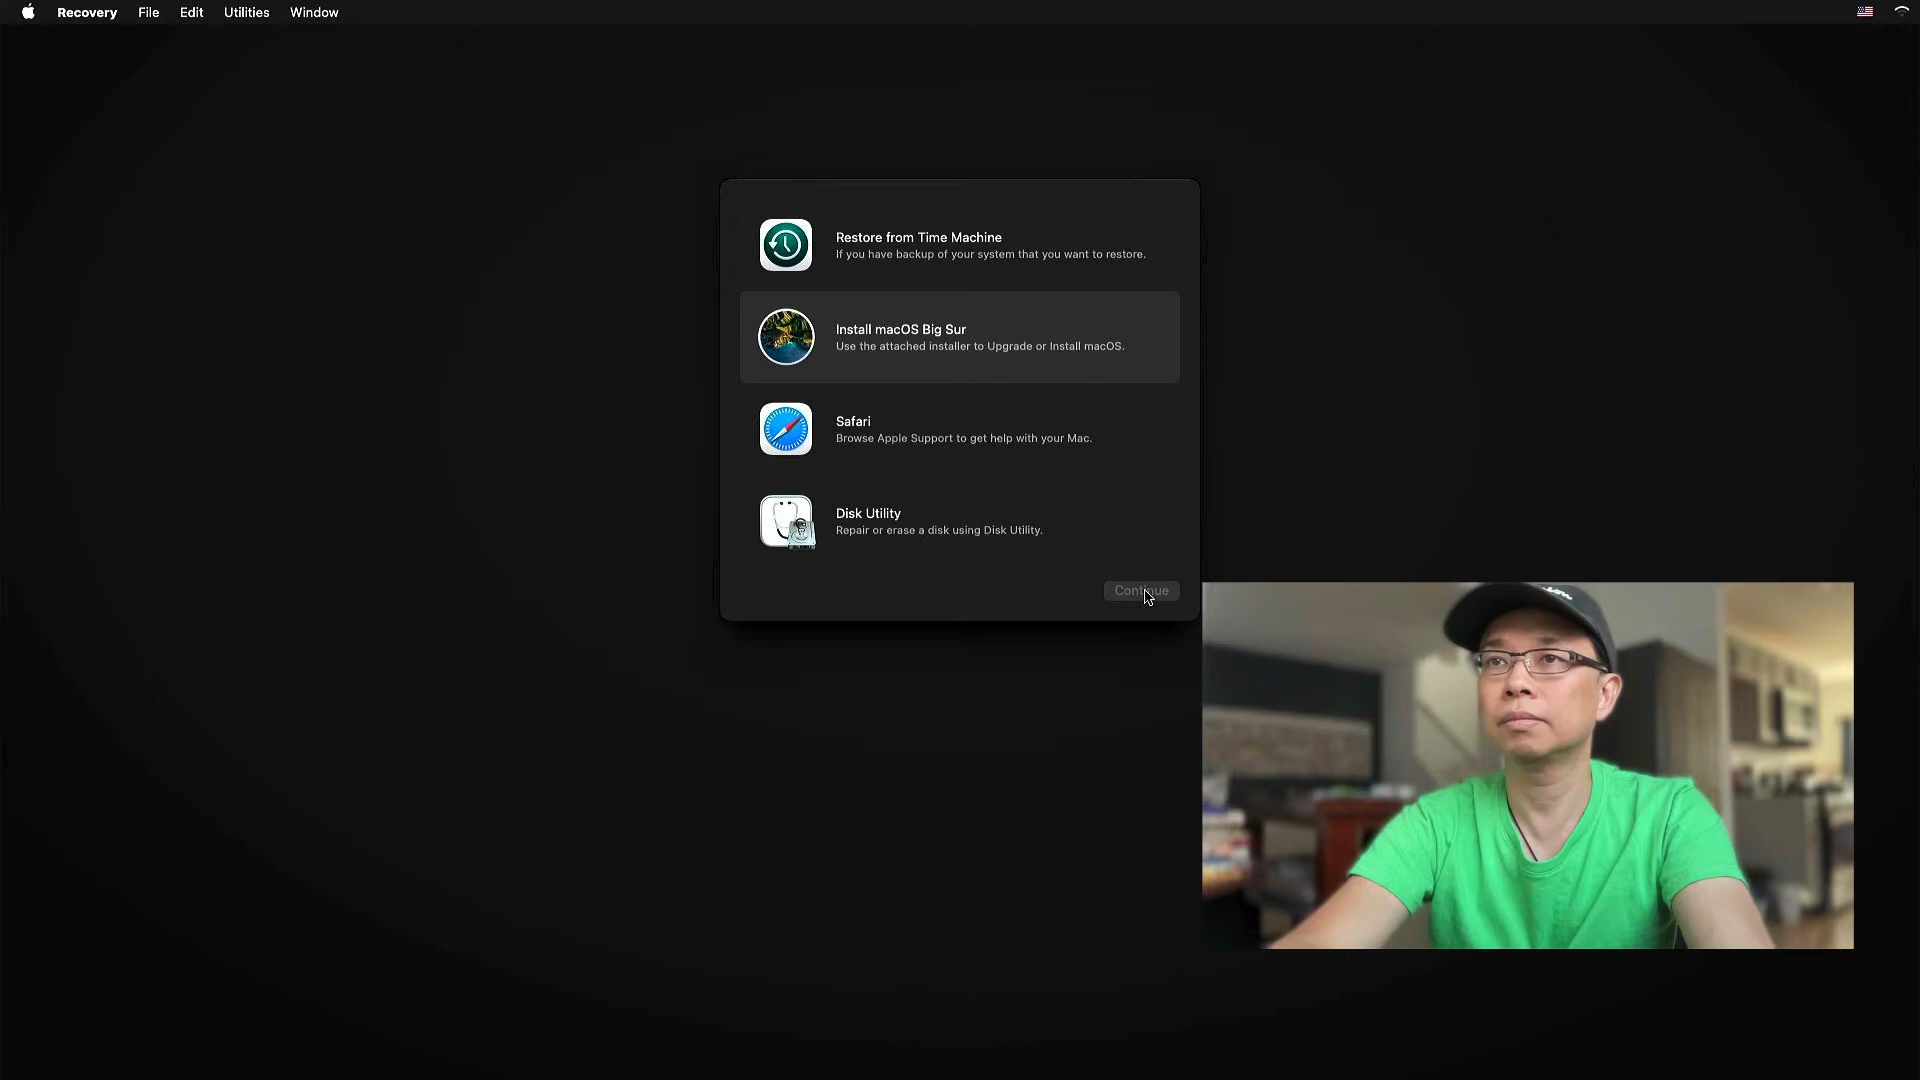 Recovery File Edit Utilities Window
Restore from Time Machine
If you have backup of your system that you want to restore.
Install macOS Big Sur
Use the attached installer to Upgrade or Install macOS.
Safari
Browse Apple Support to get help with your Mac.
Disk Utility
Repair or erase a disk using Disk Utility.
Continue